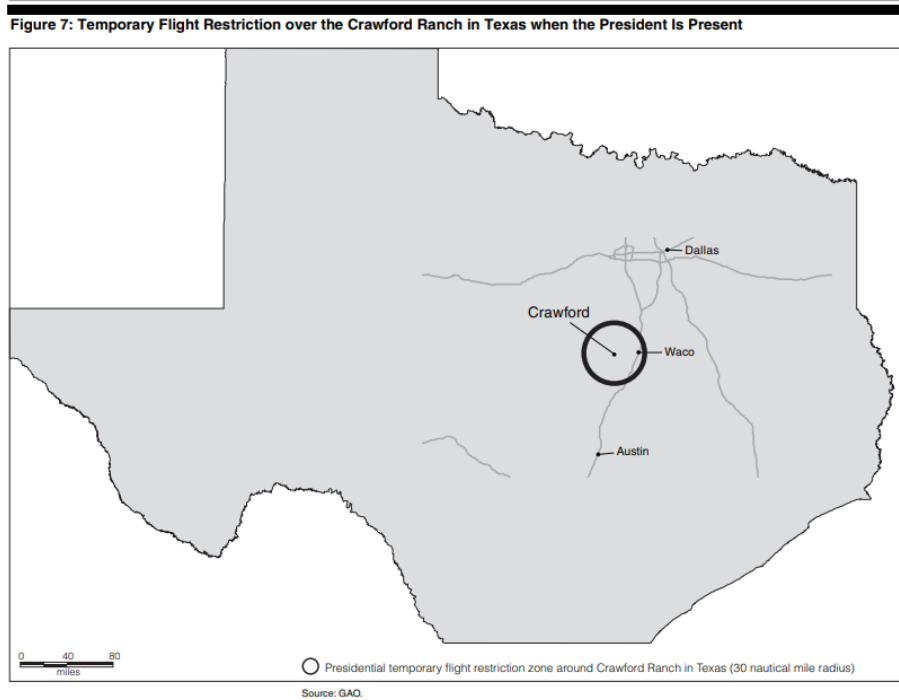 Figure 7: Temporary Flight Restriction over the Crawford Ranch in Texas when the President Is Present
Dallas
Crawford
Waco
Austin
0 40 80
miles
Presidential temporary flight restriction zone around Crawford Ranch in Texas (30 nautical mile radius)
Source: GAO.